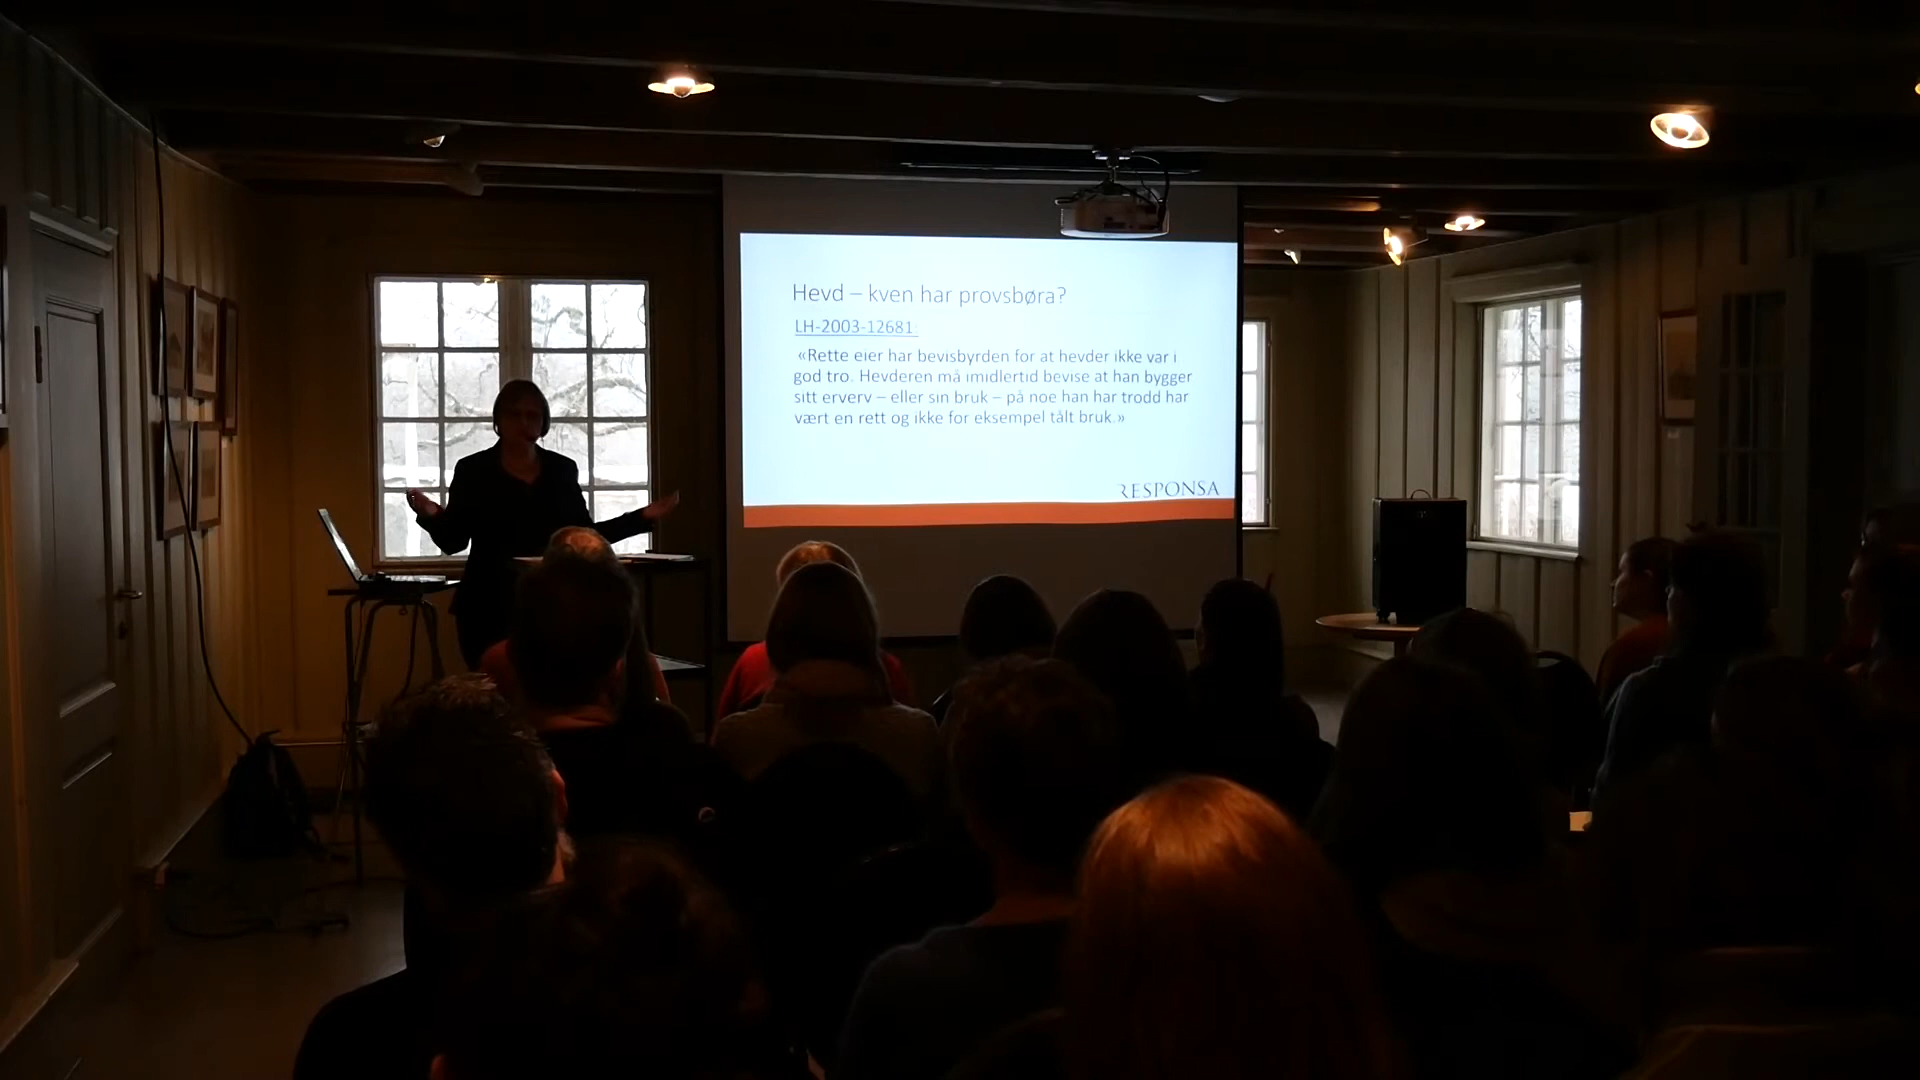 Hevd – kven har provsbøra?
LH-2003-12681:
«Rette eier har bevisbyrden for at hevder ikke var i
god tro. Hevderen må imidlertid bevise at han bygger
sitt erverv – eller sin bruk – på noe han har trodd har
vært en rett og ikke for eksempel tålt bruk.»
RESPONSA